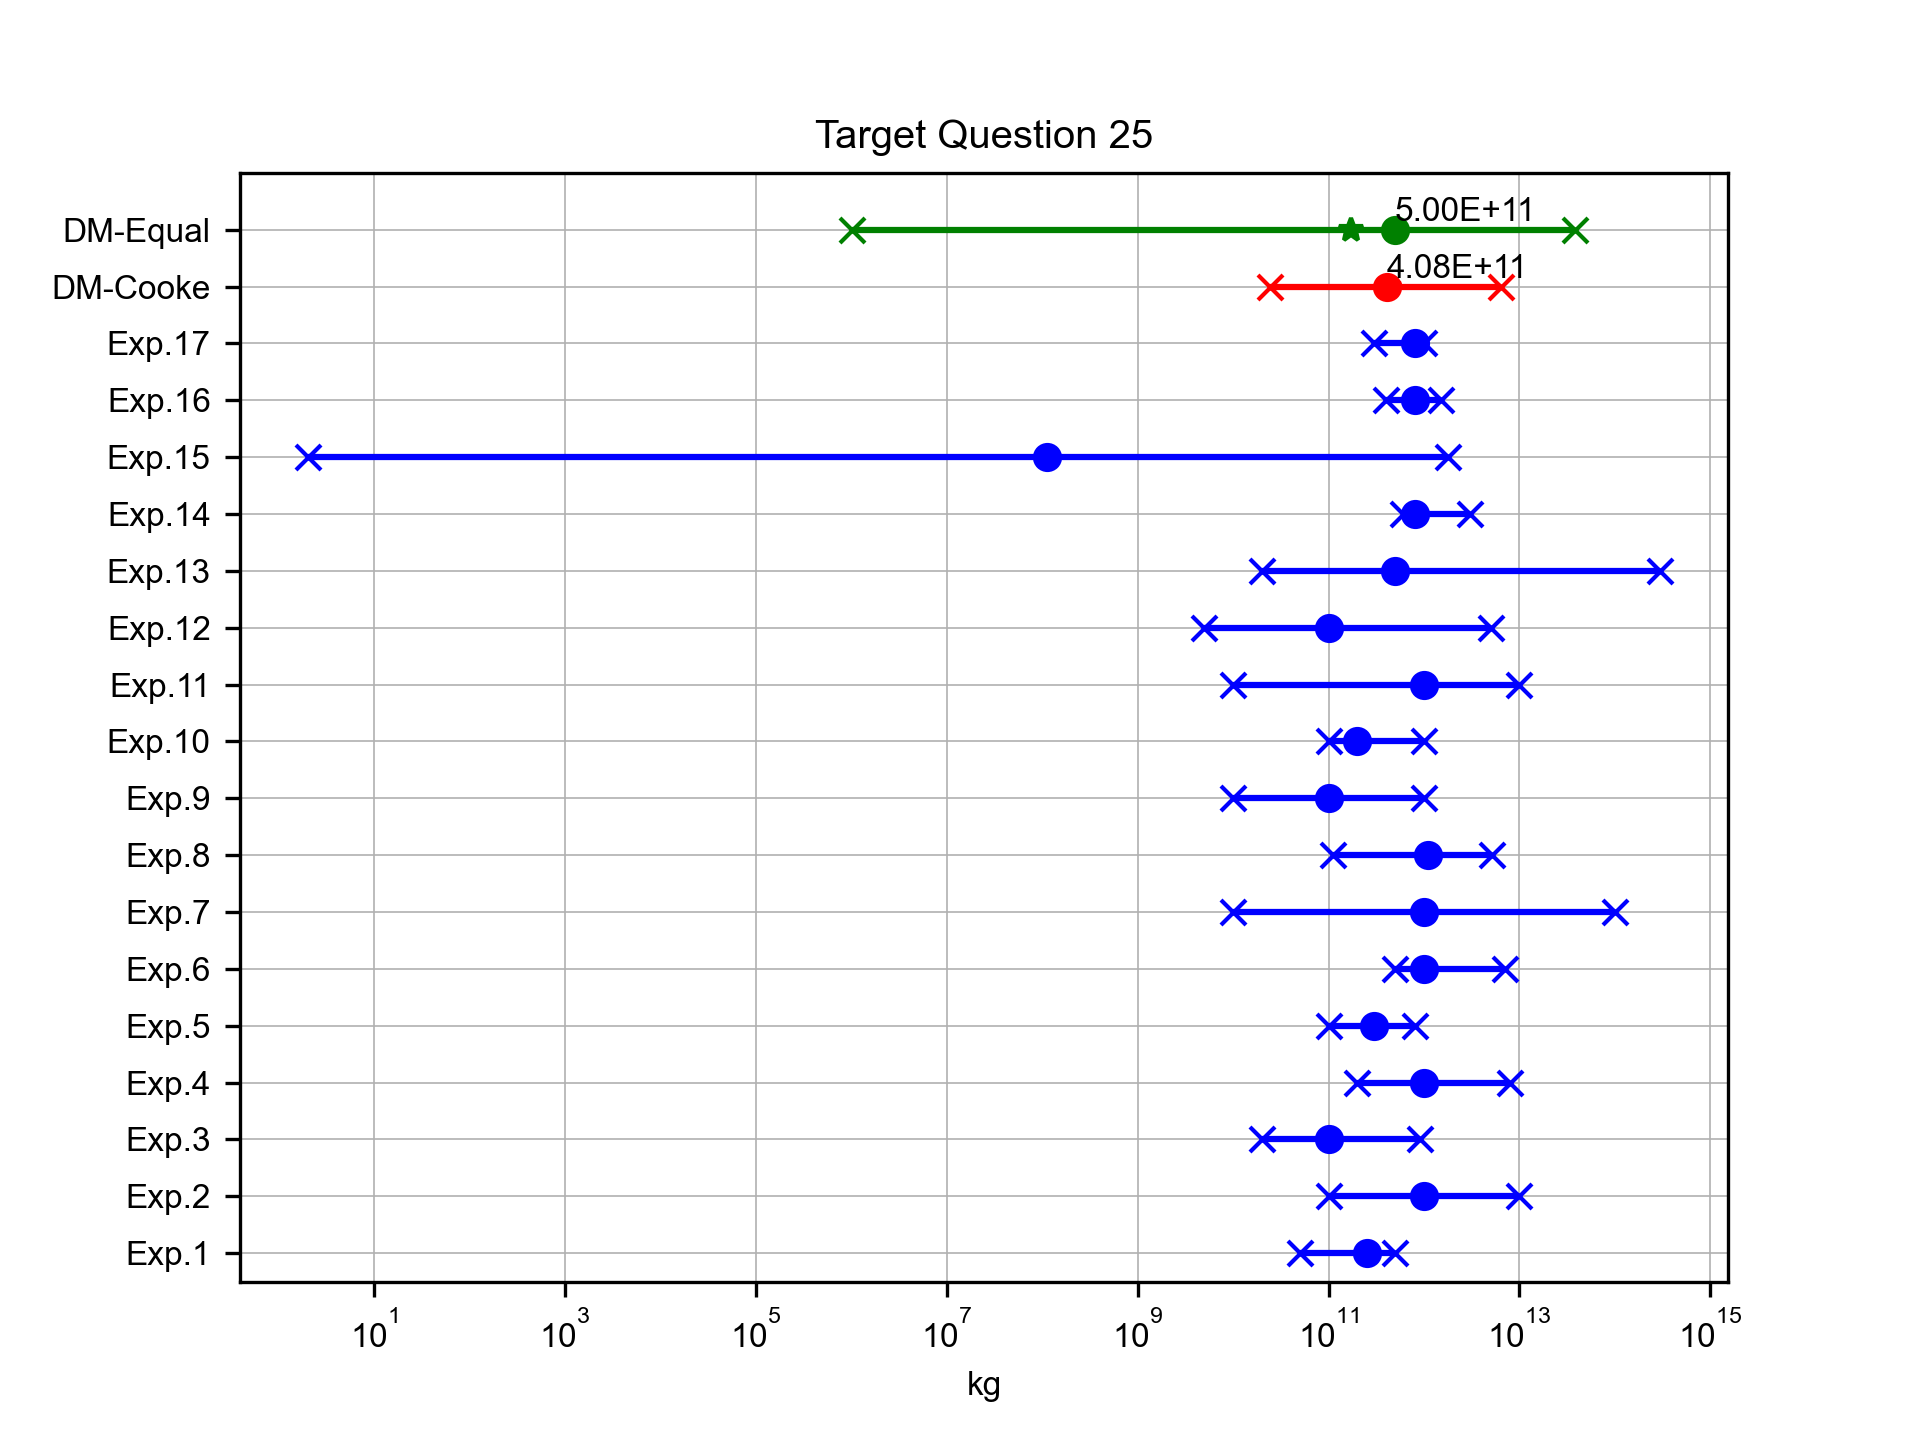 Target Question 25
DM-Equal
5.00E+11
DM-Cooke
4.08E+11
Exp.17
Exp.16
Exp.15
Exp.14
Exp.13
Exp.12
Exp.11
Exp.10
Exp.9
Exp.8
Exp.7
Exp.6
Exp.5
Exp.4
Exp.3
Exp.2
Exp.1
10^1 10^3 10^5 10^7 10^9 10^11 10^13 10^15
kg